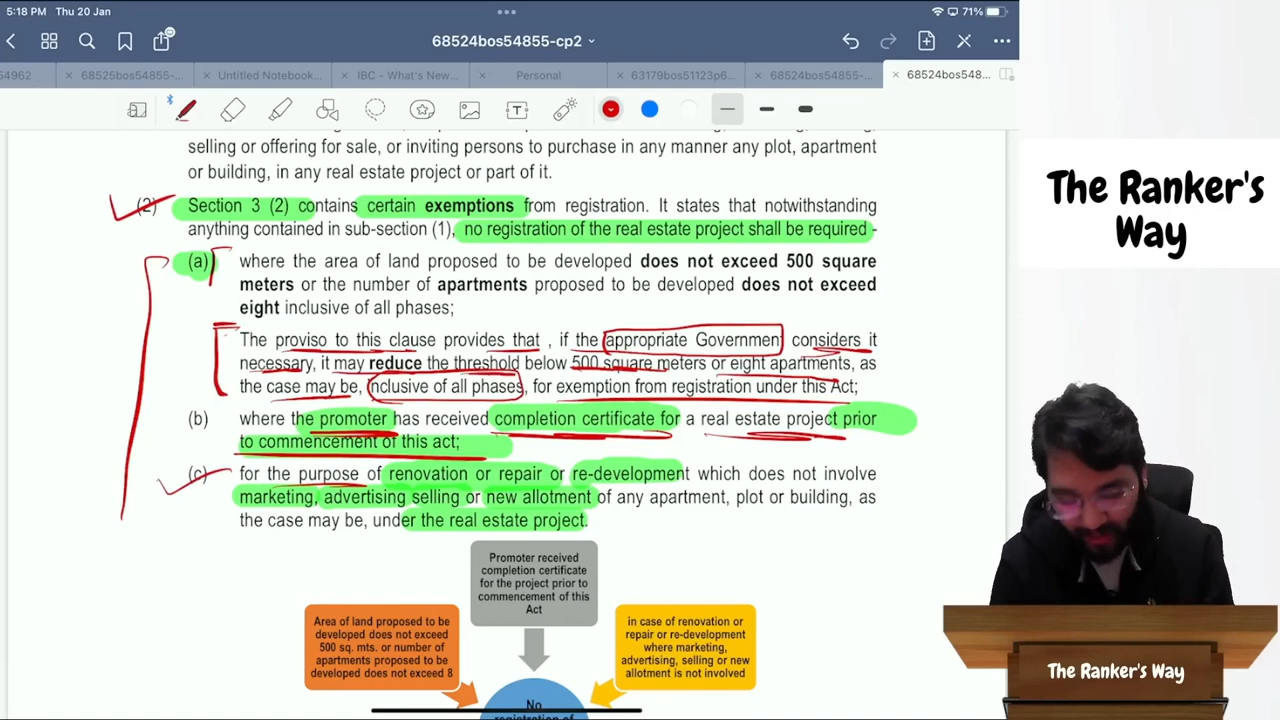 5:18 PM Thu 20 Jan
71%
68524bos54855-cp2
54962
68525bos54855-...
Untitled Notebook...
IBC - What's New...
Personal
63179bos51123p6...
68524bos54855-...
68524bos548...
selling or offering for sale, or inviting persons to purchase in any manner any plot, apartment
or building, in any real estate project or part of it.
(2) Section 3 (2) contains certain exemptions from registration. It states that notwithstanding
anything contained in sub-section (1), no registration of the real estate project shall be required -
(a) where the area of land proposed to be developed does not exceed 500 square
meters or the number of apartments proposed to be developed does not exceed
eight inclusive of all phases;
The proviso to this clause provides that , if the appropriate Government considers it
necessary, it may reduce the threshold below 500 square meters or eight apartments, as
the case may be, inclusive of all phases, for exemption from registration under this Act;
(b) where the promoter has received completion certificate for a real estate project prior
to commencement of this act;
(c) for the purpose of renovation or repair or re-development which does not involve
marketing, advertising selling or new allotment of any apartment, plot or building, as
the case may be, under the real estate project.
Promoter received
completion certificate
for the project prior to
commencement of this
Act
Area of land proposed to be
developed does not exceed
500 sq. mts. or number of
apartments proposed to be
developed does not exceed 8
in case of renovation or
repair or re-development
where marketing,
advertising, selling or new
allotment is not involved
No
registration of
The Ranker's
Way
The Ranker's Way